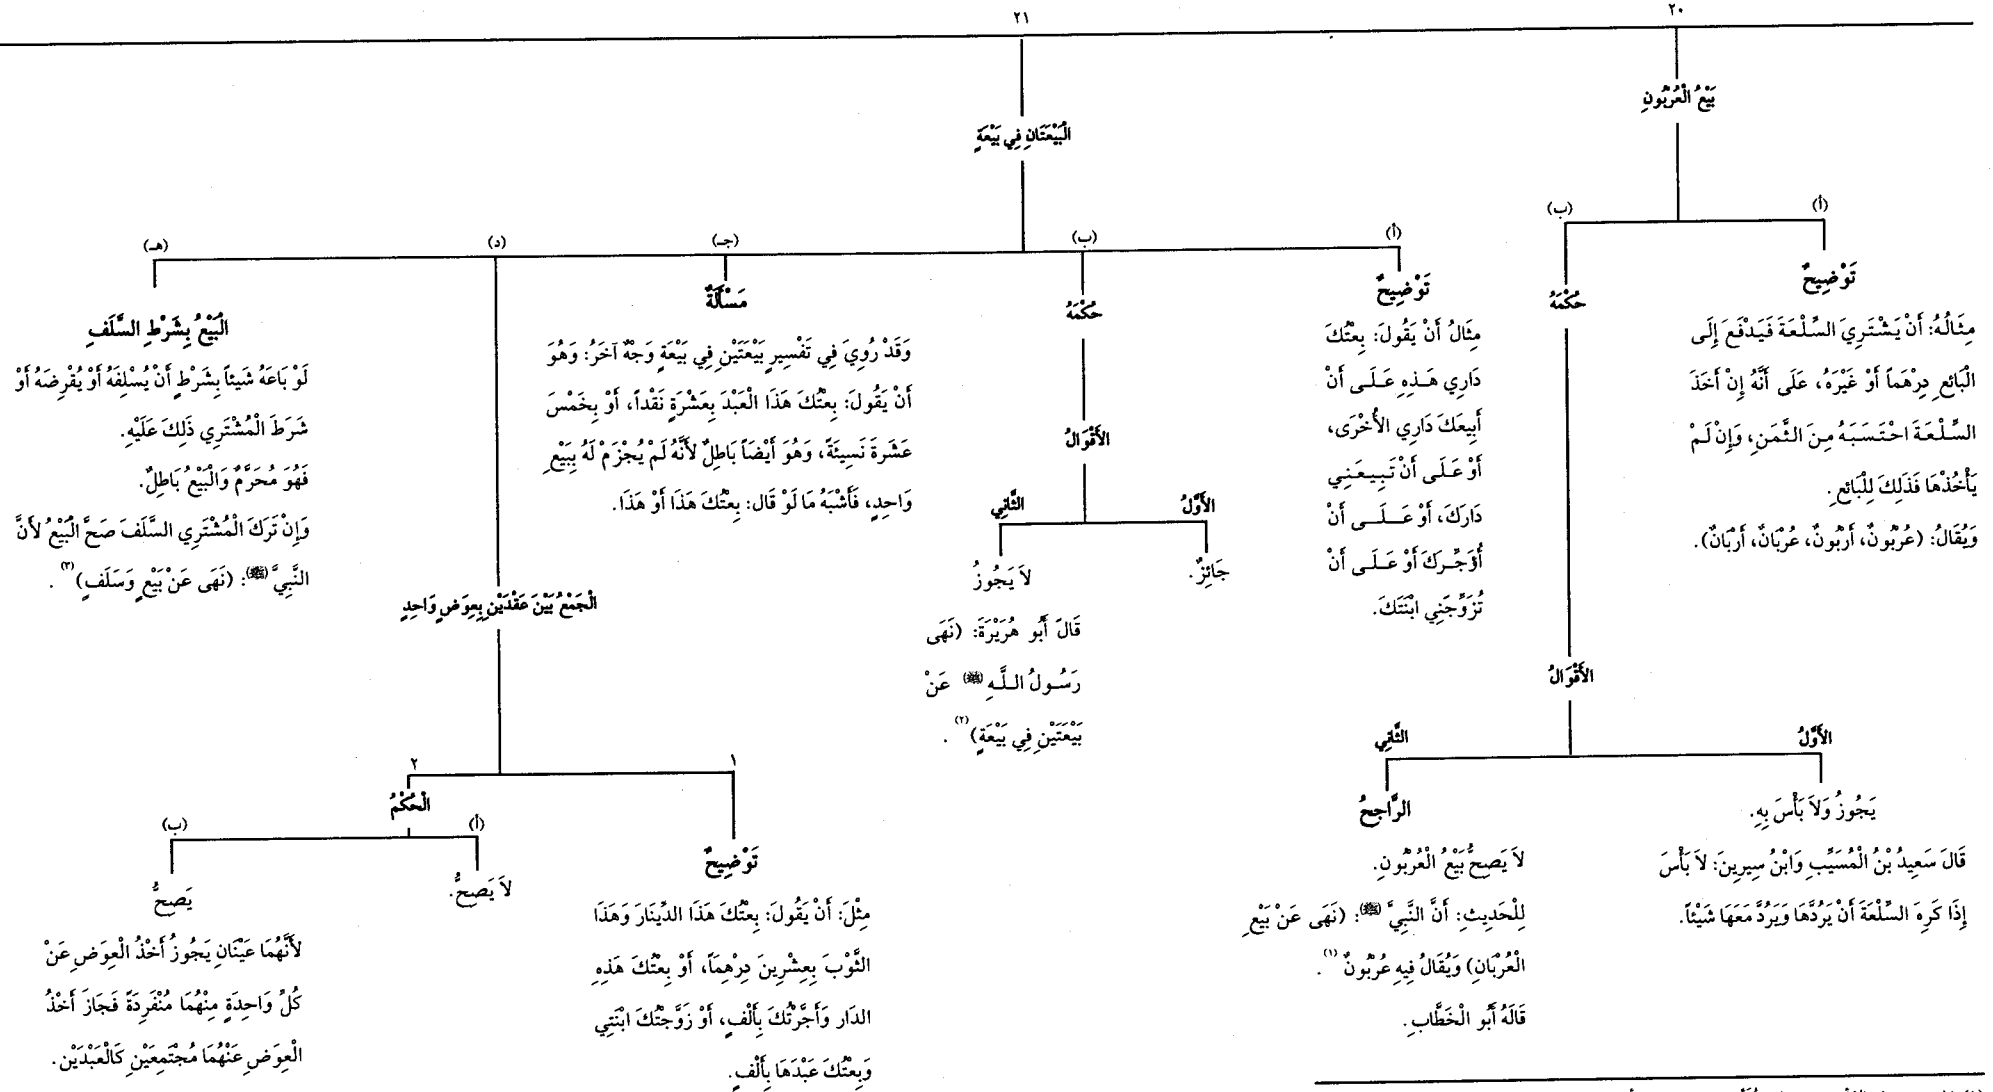 ٢٠
بَيْعُ الْعُرْبُونِ
(أ)
تَوْضِيحٌ
مِثَالُهُ: أَنْ يَشْتَرِيَ السِّلْعَةَ فَيَدْفَعَ إِلَى
الْبَائِعِ دِرْهَماً أَوْ غَيْرَهُ، عَلَى أَنَّهُ إِنْ أَخَذَ
السِّلْعَةَ احْتَسَبَهُ مِنَ الثَّمَنِ، وَإِنْ لَمْ
يَأْخُذْهَا فَذَلِكَ لِلْبَائِعِ.
وَيُقَالُ: (عُرْبُونٌ، أَرْبُونٌ، عُرْبَانٌ، أَرْبَانٌ).
(ب)
حُكْمُهُ
الأَقْوَالُ
الأَوَّلُ
يَجُوزُ وَلاَ بَأْسَ بِهِ.
قَالَ سَعِيدُ بْنُ الْمُسَيَّبِ وَابْنُ سِيرِينَ: لاَ بَأْسَ
إِذَا كَرِهَ السِّلْعَةَ أَنْ يَرُدَّهَا وَيَرُدَّ مَعَهَا شَيْئاً.
الثَّانِي
الرَّاجِحُ
لاَ يَصِحُّ بَيْعُ الْعُرْبُونِ.
لِلْحَدِيثِ: أَنَّ النَّبِيَّ (ﷺ): (نَهَى عَنْ بَيْعِ
الْعُرْبَانِ) وَيُقَالُ فِيهِ عُرْبُونٌ (١).
قَالَهُ أَبُو الْخَطَّابِ.
٢١
الْبَيْعَتَانِ فِي بَيْعَةٍ
(أ)
تَوْضِيحٌ
مِثَالُ أَنْ يَقُولَ: بِعْتُكَ
دَارِي هَذِهِ عَلَى أَنْ
أَبِيعَكَ دَارِي الأُخْرَى،
أَوْ عَلَى أَنْ تَبِيعَنِي
دَارَكَ، أَوْ عَلَى أَنْ
أُؤَجِّرَكَ أَوْ عَلَى أَنْ
تُزَوِّجَنِي ابْنَتَكَ.
(ب)
حُكْمُهُ
الأَقْوَالُ
الأَوَّلُ
جَائِزٌ.
الثَّانِي
لاَ يَجُوزُ
قَالَ أَبُو هُرَيْرَةَ: (نَهَى
رَسُولُ اللَّهِ (ﷺ) عَنْ
بَيْعَتَيْنِ فِي بَيْعَةٍ) (٢).
(جـ)
مَسْأَلَةٌ
وَقَدْ رُوِيَ فِي تَفْسِيرِ بَيْعَتَيْنِ فِي بَيْعَةٍ وَجْهٌ آخَرُ: وَهُوَ
أَنْ يَقُولَ: بِعْتُكَ هَذَا الْعَبْدَ بِعَشْرَةٍ نَقْداً، أَوْ بِخَمْسَ
عَشَرَةَ نَسِيئَةً، وَهُوَ أَيْضَاً بَاطِلٌ لأَنَّهُ لَمْ يُجْزَمْ لَهُ بِبَيْعٍ
وَاحِدٍ، فَأَشْبَهُ مَا لَوْ قَال: بِعْتُكَ هَذَا أَوْ هَذَا.
(د)
الْجَمْعُ بَيْنَ عَقْدَيْنِ بِعِوَضٍ وَاحِدٍ
١
تَوْضِيحٌ
مِثْلَ: أَنْ يَقُولَ: بِعْتُكَ هَذَا الدِّينَارَ وَهَذَا
الثَّوْبَ بِعِشْرِينَ دِرْهِمَاً، أَوْ بِعْتُكَ هَذِهِ
الدَار وَأَجَّرْتُكَ بِأَلْفٍ، أَوْ زَوَّجْتُكَ ابْنَتِي
وَبِعْتُكَ عَبْدَهَا بِأَلْفٍ.
٢
الْحُكْمُ
(أ)
لاَ يَصِحُّ.
(ب)
يَصِحُّ
لأَنَّهُمَا عَيْنَانِ يَجُوزُ أَخْذُ الْعِوَضِ عَنْ
كُلِّ وَاحِدَةٍ مِنْهُمَا مُنْفَرِدَةً فَجَازَ أَخْذُ
الْعِوَضِ عَنْهُمَا مُجْتَمِعَيْنِ كَالْعَبْدَيْنِ.
(هـ)
الْبَيْعُ بِشَرْطِ السَّلَفِ
لَوْ بَاعَهُ شَيئاً بِشَرْطِ أَنْ يُسْلِفَهُ أَوْ يُقْرِضَهُ أَوْ
شَرَطَ الْمُشْتَرِي ذَلِكَ عَلَيْهِ.
فَهُوَ مُحَرَّمٌ وَالْبَيْعُ بَاطِلٌ.
وَإِنْ تَرَكَ الْمُشْتَرِي السَّلَفَ صَحَّ الْبَيْعُ لأَنَّ
النَّبِيَّ (ﷺ): (نَهَى عَنْ بَيْعٍ وَسَلَفٍ) (٣).